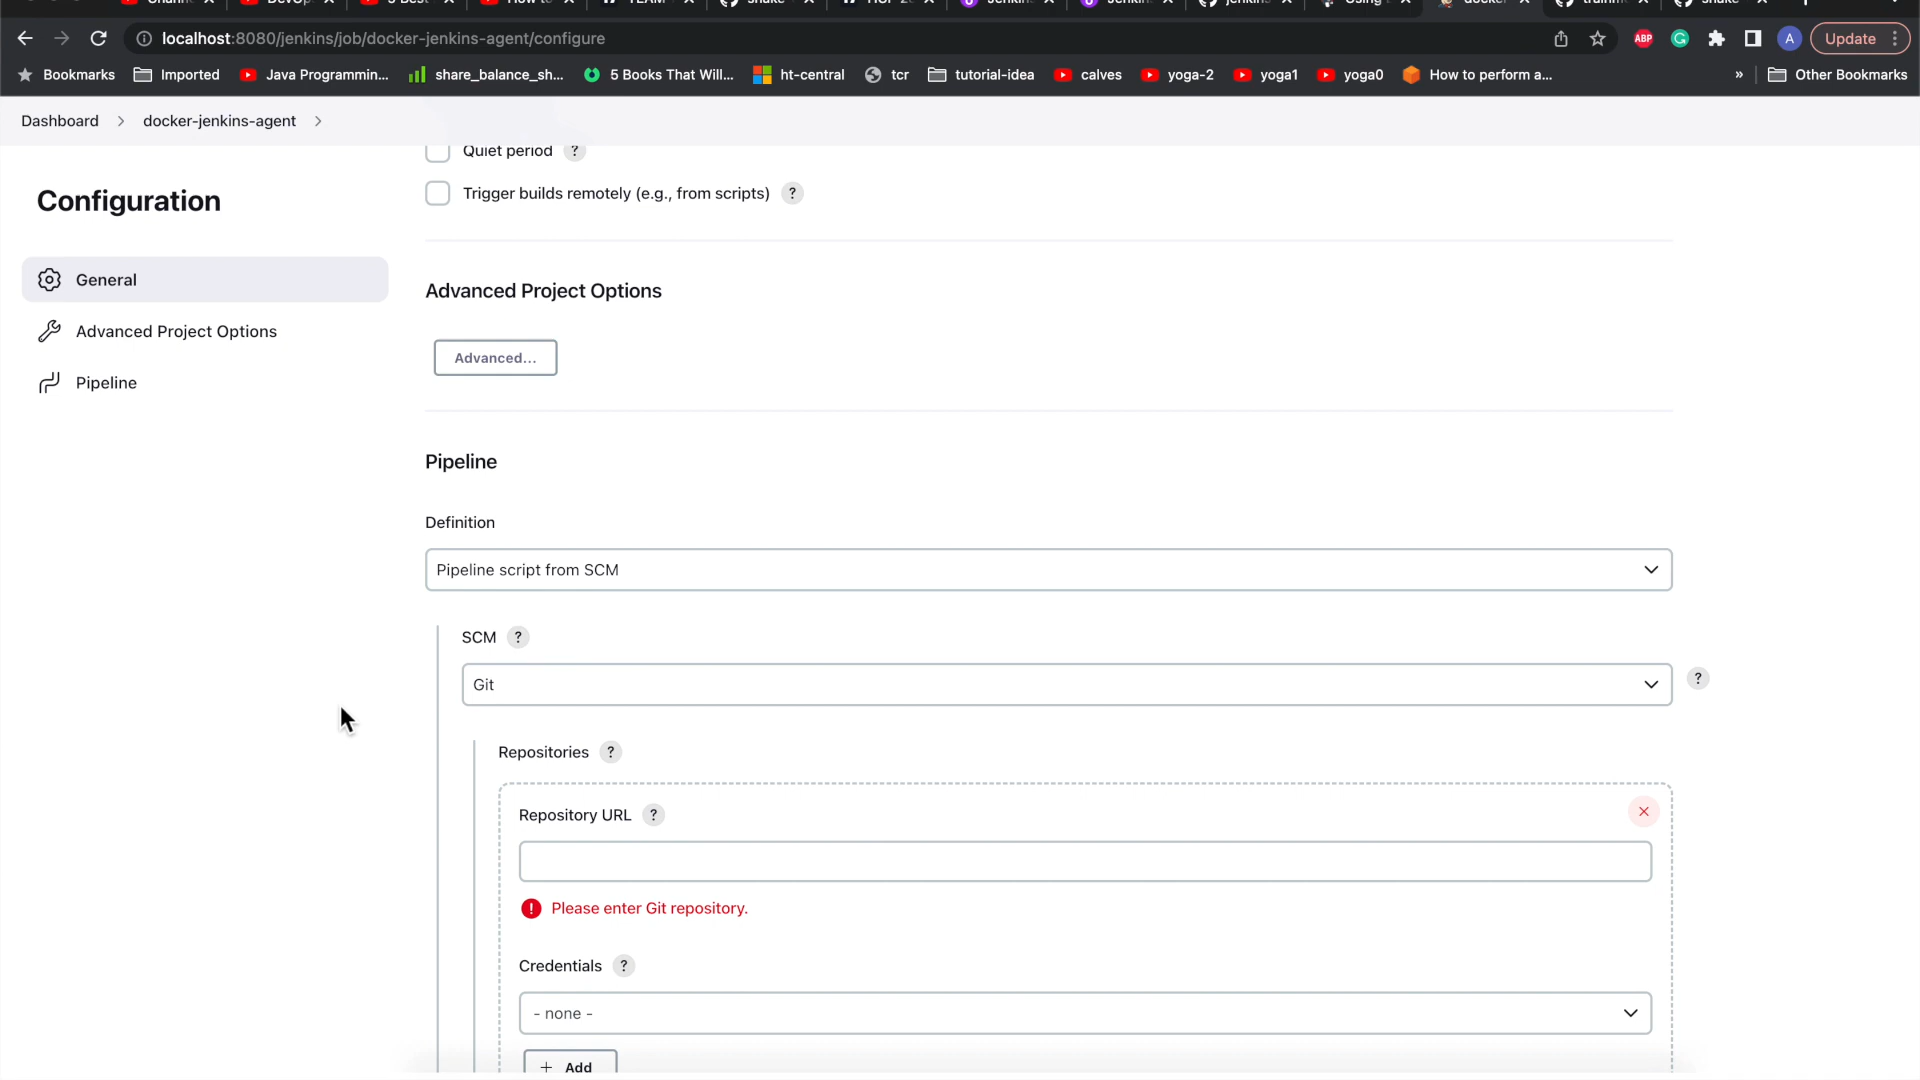 localhost:8080/jenkins/job/docker-jenkins-agent/configure
ABP
A
Update
Bookmarks
Imported
Java Programmin...
share_balance_sh...
5 Books That Will...
ht-central
tcr
tutorial-idea
calves
yoga-2
yoga1
yoga0
How to perform a...
»
Other Bookmarks
Dashboard
docker-jenkins-agent
Quiet period ?
Trigger builds remotely (e.g., from scripts) ?
Configuration
General
Advanced Project Options
Pipeline
Advanced Project Options
Advanced...
Pipeline
Definition
Pipeline script from SCM
SCM ?
Git
?
Repositories ?
Repository URL ?
Please enter Git repository.
Credentials ?
- none -
+ Add